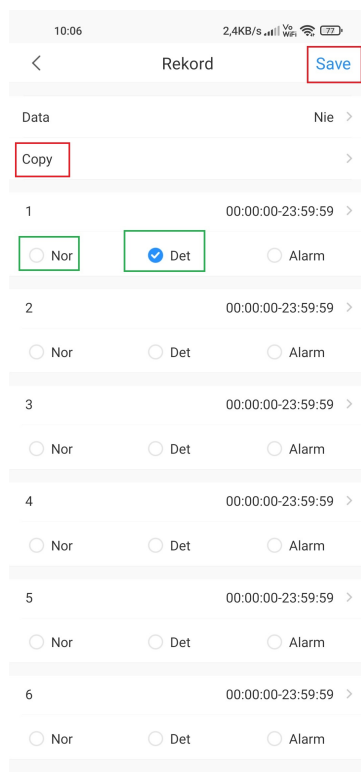 10:06 2,4KB/s Vo WiFi 77
Rekord Save
Data Nie
Copy
1 00:00:00-23:59:59
Nor Det Alarm
2 00:00:00-23:59:59
Nor Det Alarm
3 00:00:00-23:59:59
Nor Det Alarm
4 00:00:00-23:59:59
Nor Det Alarm
5 00:00:00-23:59:59
Nor Det Alarm
6 00:00:00-23:59:59
Nor Det Alarm